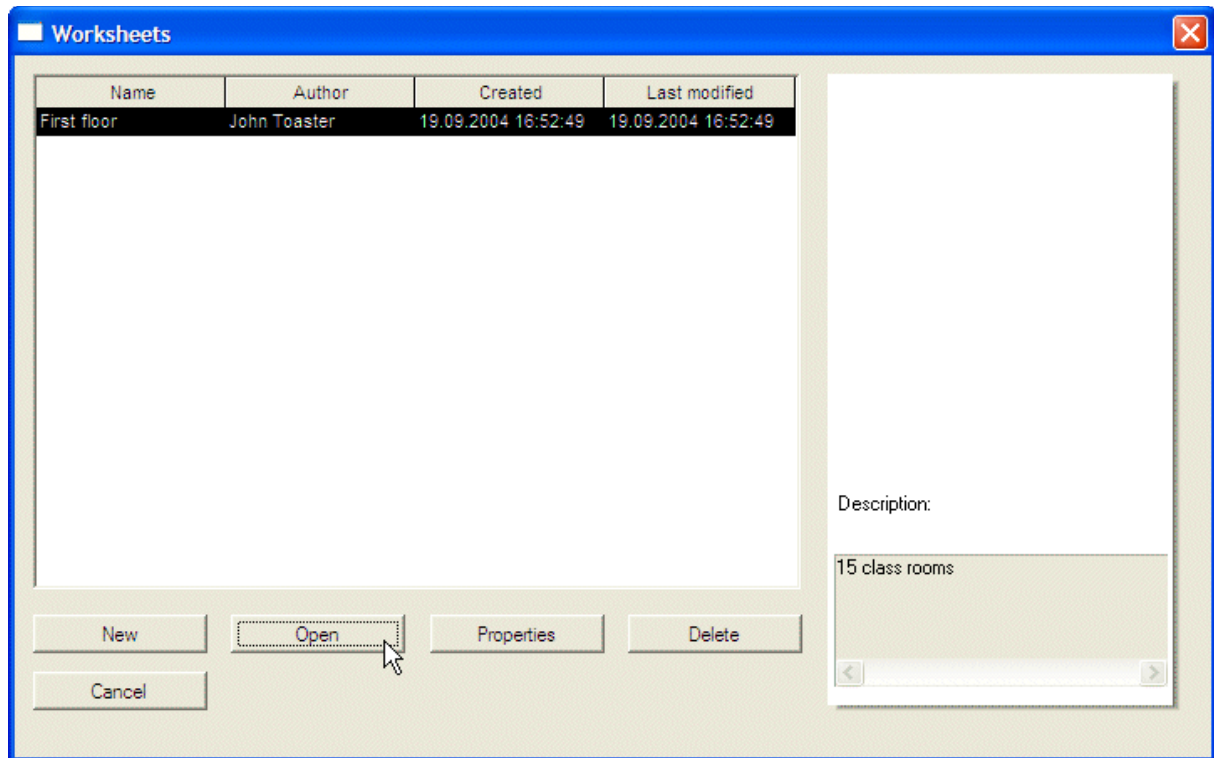 Worksheets
Name Author Created Last modified
First floor John Toaster 19.09.2004 16:52:49 19.09.2004 16:52:49
Description:
15 class rooms
New Open Properties Delete
Cancel